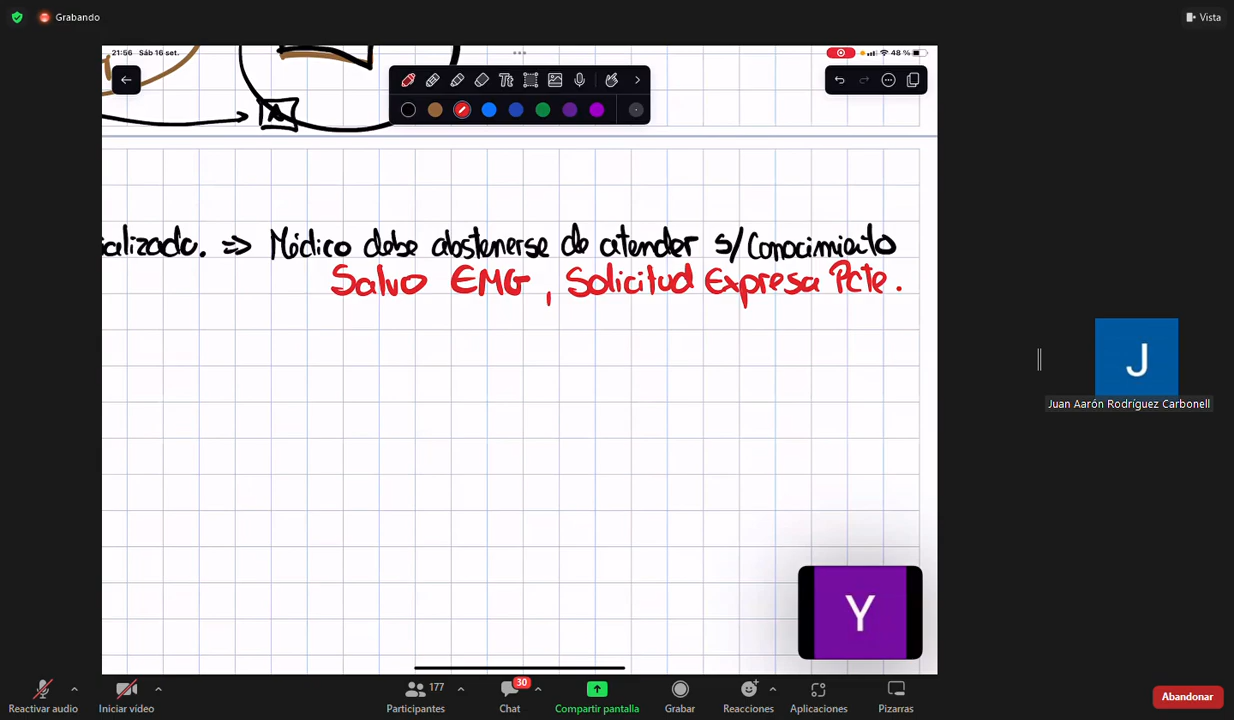 Grabando
Vista
21:56 Sáb 16 set.
48 %
Tt
alizado. => Médico debe abstenerse de atender s/Conocimiento
Salvo EMG, Solicitud Expresa Pcte.
J
Juan Aarón Rodríguez Carbonell
Y
177
30
Reactivar audio
Iniciar vídeo
Participantes
Chat
Compartir pantalla
Grabar
Reacciones
Aplicaciones
Pizarras
Abandonar